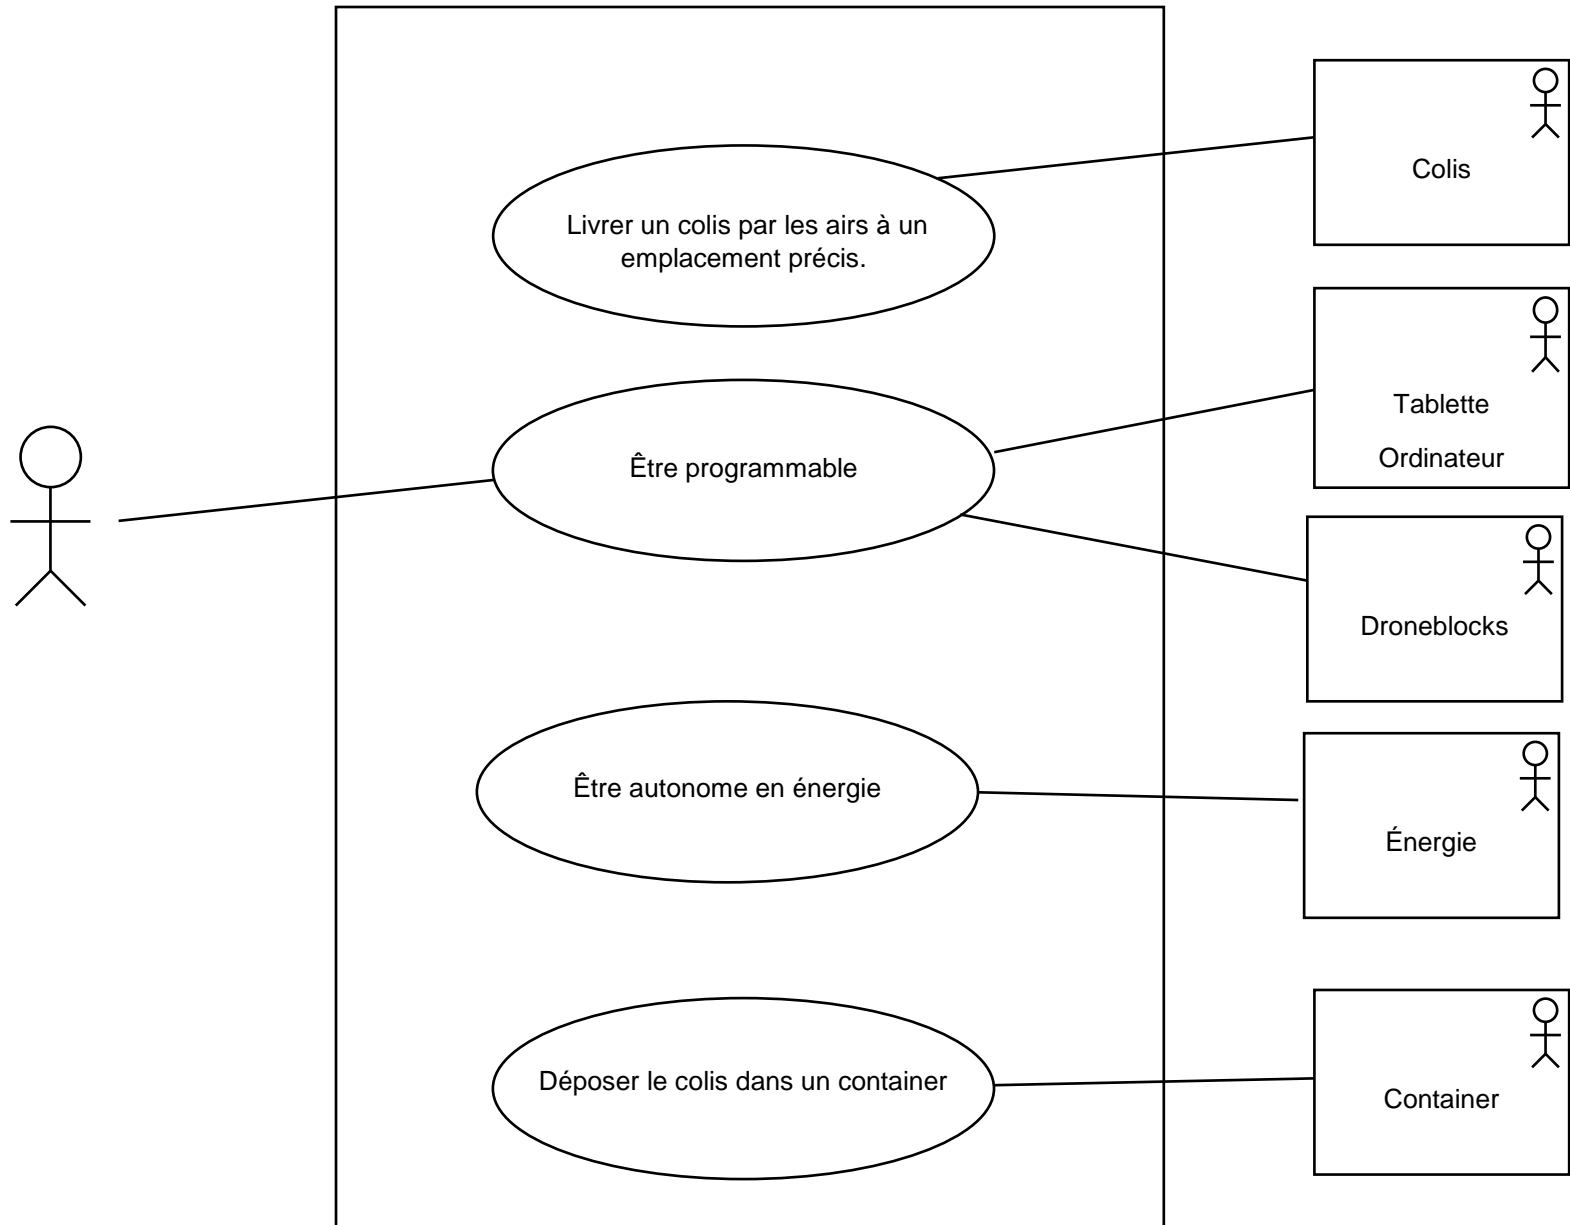 Livrer un colis par les airs à un
emplacement précis.
Colis
Être programmable
Tablette
Ordinateur
Droneblocks
Être autonome en énergie
Énergie
Déposer le colis dans un container
Container